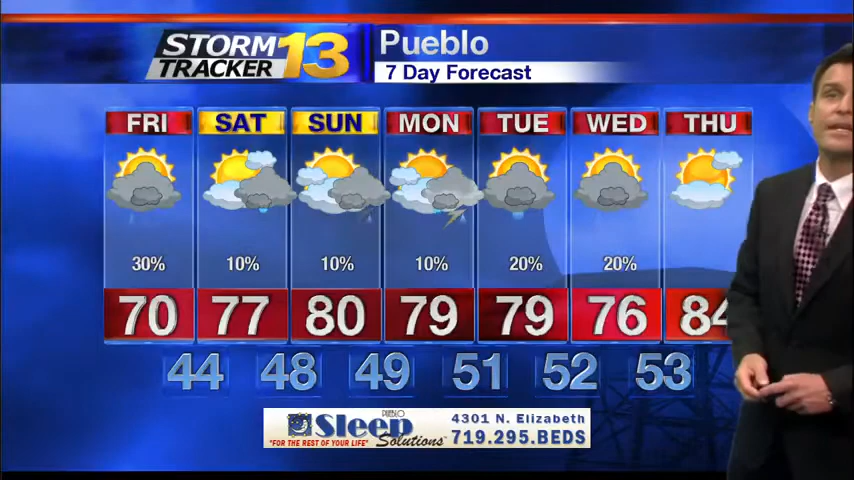 STORM
TRACKER 13
Pueblo
7 Day Forecast
FRI SAT SUN MON TUE WED THU
30% 10% 10% 10% 20% 20%
70 77 80 79 79 76 84
44 48 49 51 52 53
PUEBLO
Sleep
Solutions
"FOR THE REST OF YOUR LIFE"
4301 N. Elizabeth
719.295.BEDS